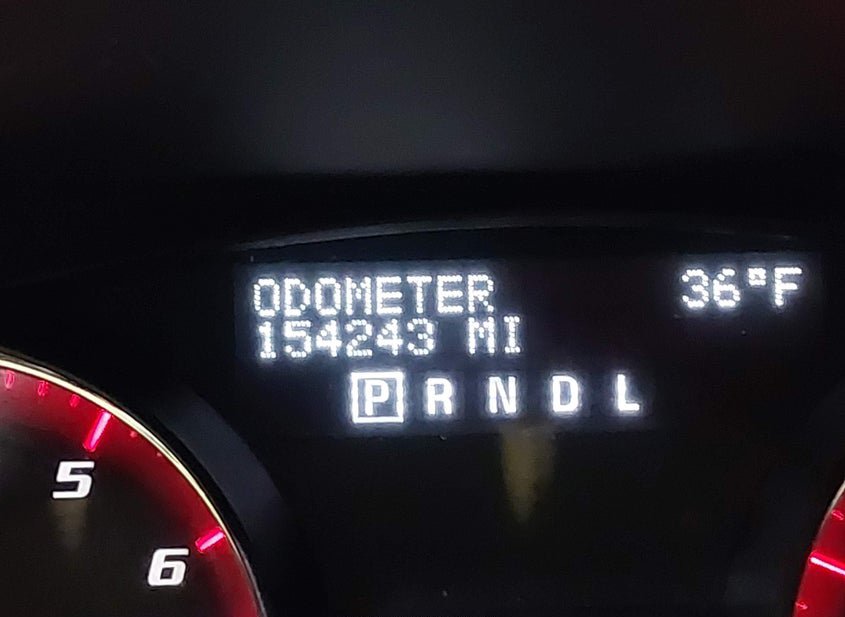 ODOMETER 36°F
154243 MI
P R N D L
5
6